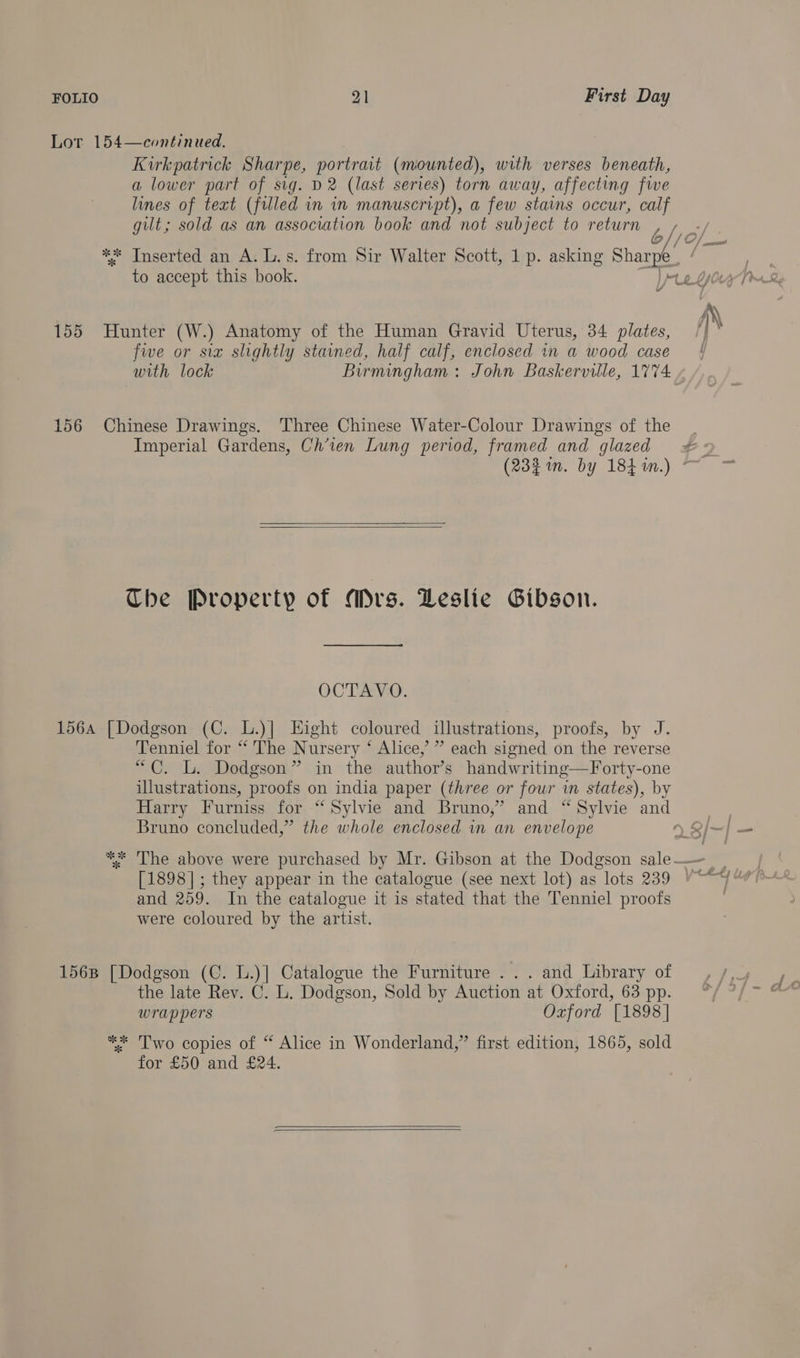 FOLIO 21 First Day
Lot 154—continued.
Kirkpatrick Sharpe, portrait (mounted), with verses beneath,
a lower part of sig. D 2 (last series) torn away, affecting five
lines of text (filled in in manuscript), a few stains occur, calf
gilt; sold as an association book and not subject to return
6//0/—
*** Inserted an A. L. s. from Sir Walter Scott, 1 p. asking Sharpe
to accept this book.
155 Hunter (W.) Anatomy of the Human Gravid Uterus, 34 plates,
five or six slightly stained, half calf, enclosed in a wood case
with lock Birmingham: John Baskerville, 1774
156 Chinese Drawings. Three Chinese Water-Colour Drawings of the
Imperial Gardens, Ch’ien Lung period, framed and glazed
(23¾ in. by 18¼ in.)
The Property of Mrs. Leslie Gibson.
OCTAVO.
156A [Dodgson (C. L.)] Eight coloured illustrations, proofs, by J.
Tenniel for “ The Nursery ‘ Alice,’ ” each signed on the reverse
“ C. L. Dodgson ” in the author’s handwriting—Forty-one
illustrations, proofs on india paper (three or four in states), by
Harry Furniss for “ Sylvie and Bruno,” and “ Sylvie and
Bruno concluded,” the whole enclosed in an envelope
*** The above were purchased by Mr. Gibson at the Dodgson sale
[1898]; they appear in the catalogue (see next lot) as lots 239
and 259. In the catalogue it is stated that the Tenniel proofs
were coloured by the artist.
156B [Dodgson (C. L.)] Catalogue the Furniture . . . and Library of
the late Rev. C. L. Dodgson, Sold by Auction at Oxford, 63 pp.
wrappers Oxford [1898]
*** Two copies of “ Alice in Wonderland,” first edition, 1865, sold
for £50 and £24.